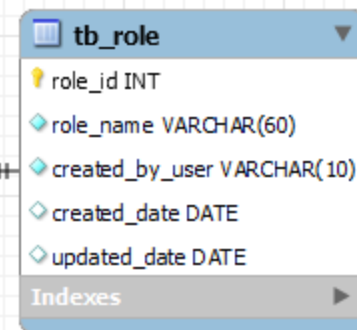 tb_role
role_id INT
role_name VARCHAR(60)
created_by_user VARCHAR(10)
created_date DATE
updated_date DATE
Indexes